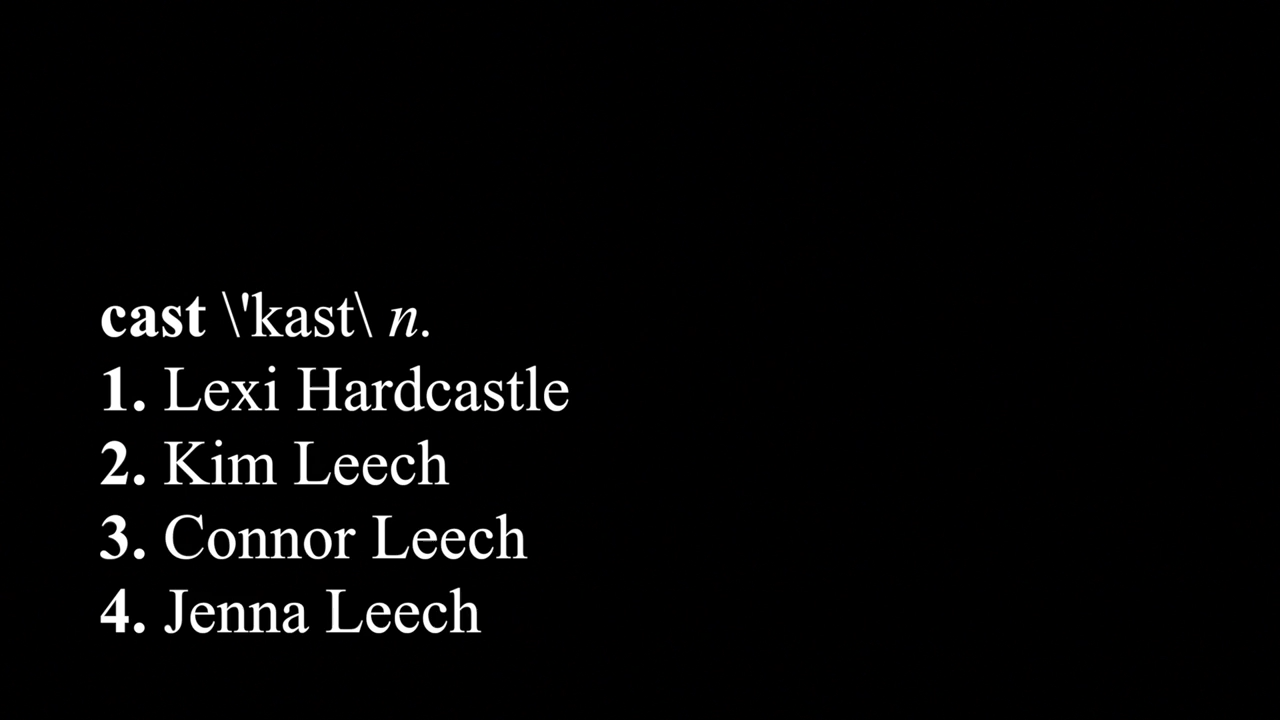 cast \'kast\ n.
1. Lexi Hardcastle
2. Kim Leech
3. Connor Leech
4. Jenna Leech